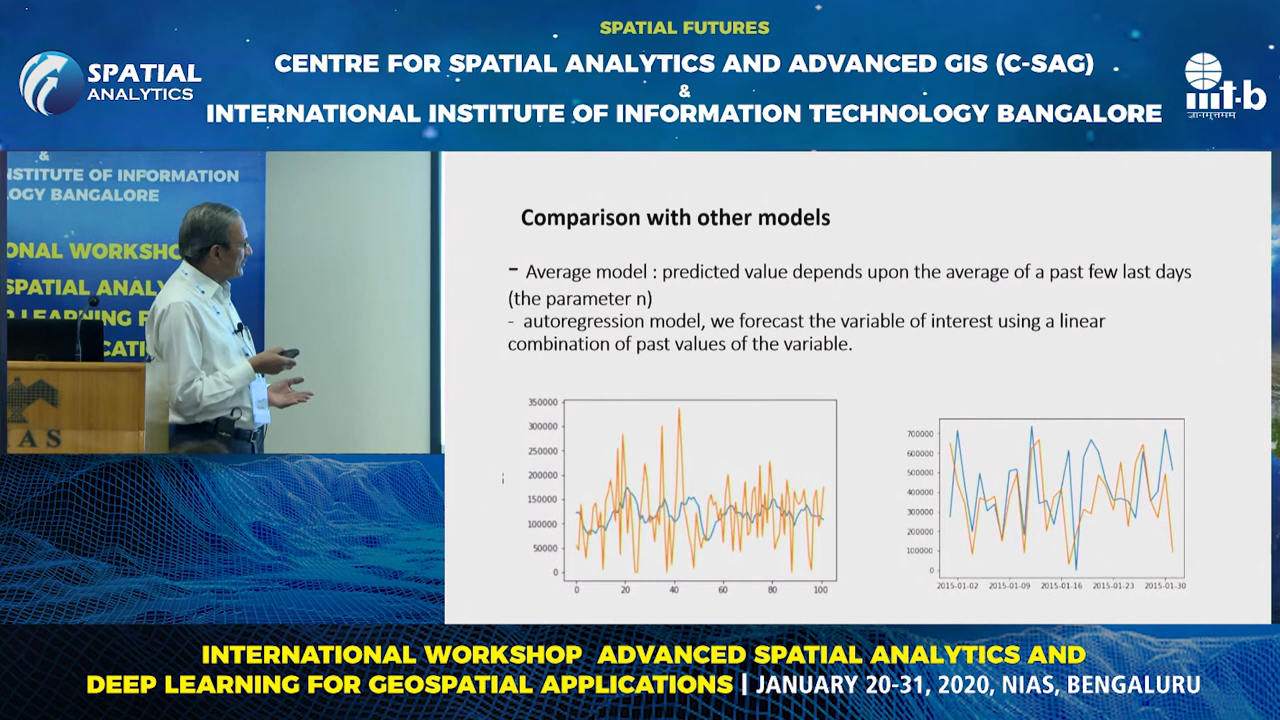 SPATIAL FUTURES
CENTRE FOR SPATIAL ANALYTICS AND ADVANCED GIS (C-SAG)
&
INTERNATIONAL INSTITUTE OF INFORMATION TECHNOLOGY BANGALORE
SPATIAL
ANALYTICS
iiit-b
ज्ञानमुत्तमम्
&
NSTITUTE OF INFORMATION
LOGY BANGALORE
ONAL WORKSHO
SPATIAL ANALY
P LEARNING F
CATI
A S
Comparison with other models
- Average model : predicted value depends upon the average of a past few last days
(the parameter n)
- autoregression model, we forecast the variable of interest using a linear
combination of past values of the variable.
350000
300000
250000
200000
150000
100000
50000
0
0 20 40 60 80 100
700000
600000
500000
400000
300000
200000
100000
0
2015-01-02 2015-01-09 2015-01-16 2015-01-23 2015-01-30
INTERNATIONAL WORKSHOP ADVANCED SPATIAL ANALYTICS AND
DEEP LEARNING FOR GEOSPATIAL APPLICATIONS | JANUARY 20-31, 2020, NIAS, BENGALURU